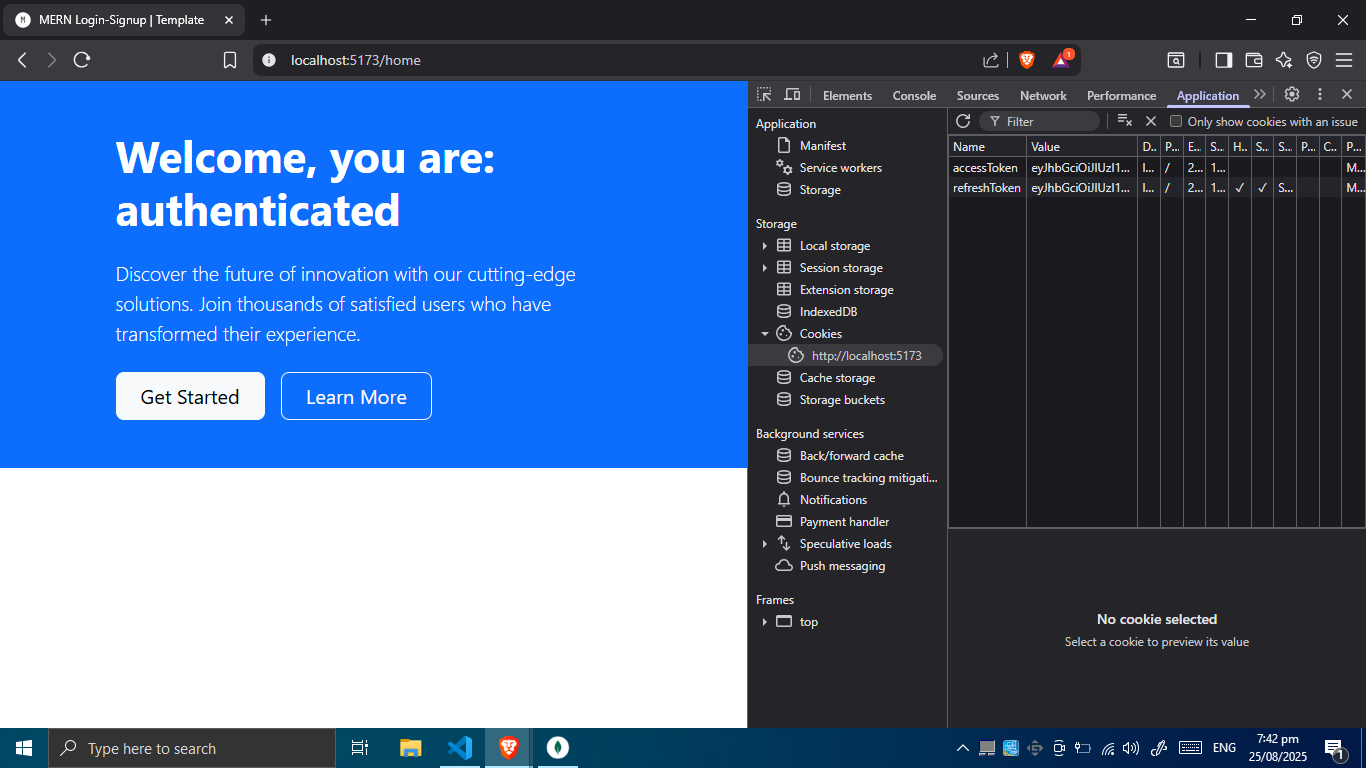 MERN Login-Signup | Template
localhost:5173/home
1
Welcome, you are:
authenticated
Discover the future of innovation with our cutting-edge
solutions. Join thousands of satisfied users who have
transformed their experience.
Get Started
Learn More
Elements
Console
Sources
Network
Performance
Application
Application
Manifest
Service workers
Storage
Storage
Local storage
Session storage
Extension storage
IndexedDB
Cookies
http://localhost:5173
Cache storage
Storage buckets
Background services
Back/forward cache
Bounce tracking mitigati...
Notifications
Payment handler
Speculative loads
Push messaging
Frames
top
Filter
Only show cookies with an issue
Name Value D.. P... E... S... H.. S... S... P... C.. P...
accessToken eyJhbGciOiJIUzI1... l... / 2... 1... M...
refreshToken eyJhbGciOiJIUzI1... l... / 2... 1... ✓ ✓ S... M...
No cookie selected
Select a cookie to preview its value
Type here to search
ENG
7:42 pm
25/08/2025
1